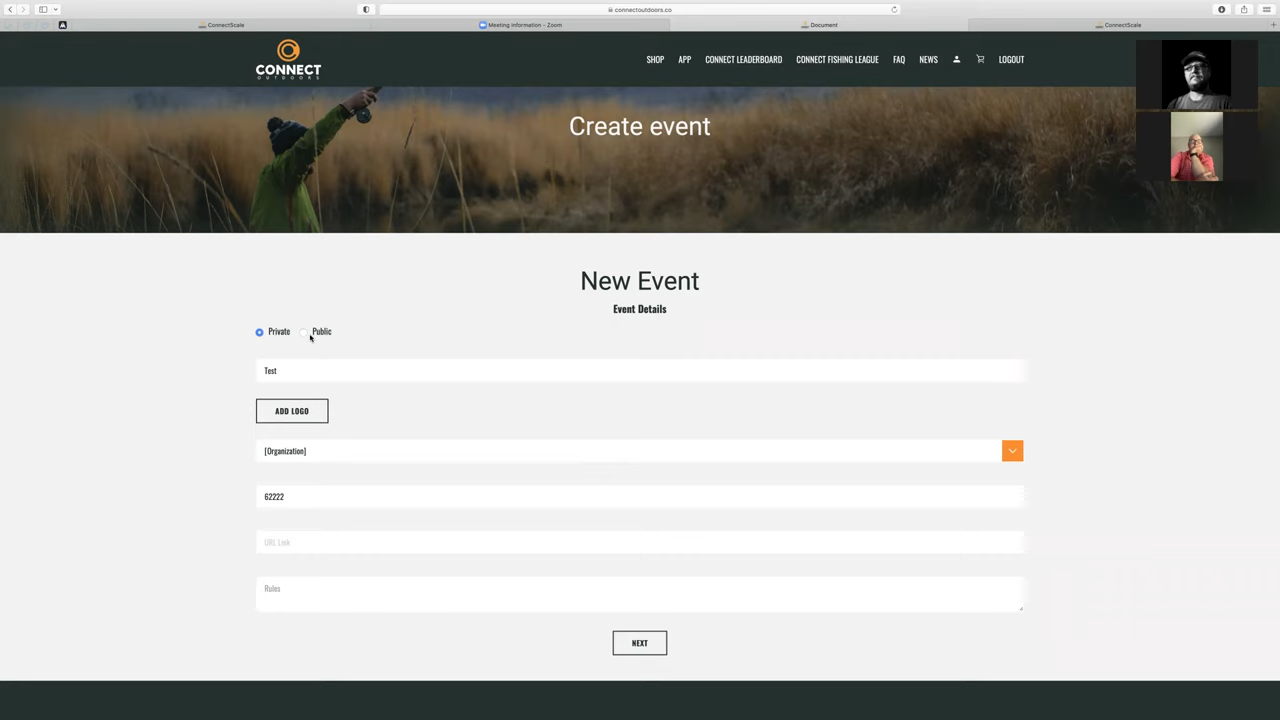 connectoutdoors.co
ConnectScale
Meeting Information - Zoom
Document
ConnectScale
CONNECT
OUTDOORS
SHOP
APP
CONNECT LEADERBOARD
CONNECT FISHING LEAGUE
FAQ
NEWS
LOGOUT
Create event
New Event
Event Details
Private
Public
Test
ADD LOGO
[Organization]
62222
URL Link
Rules
NEXT